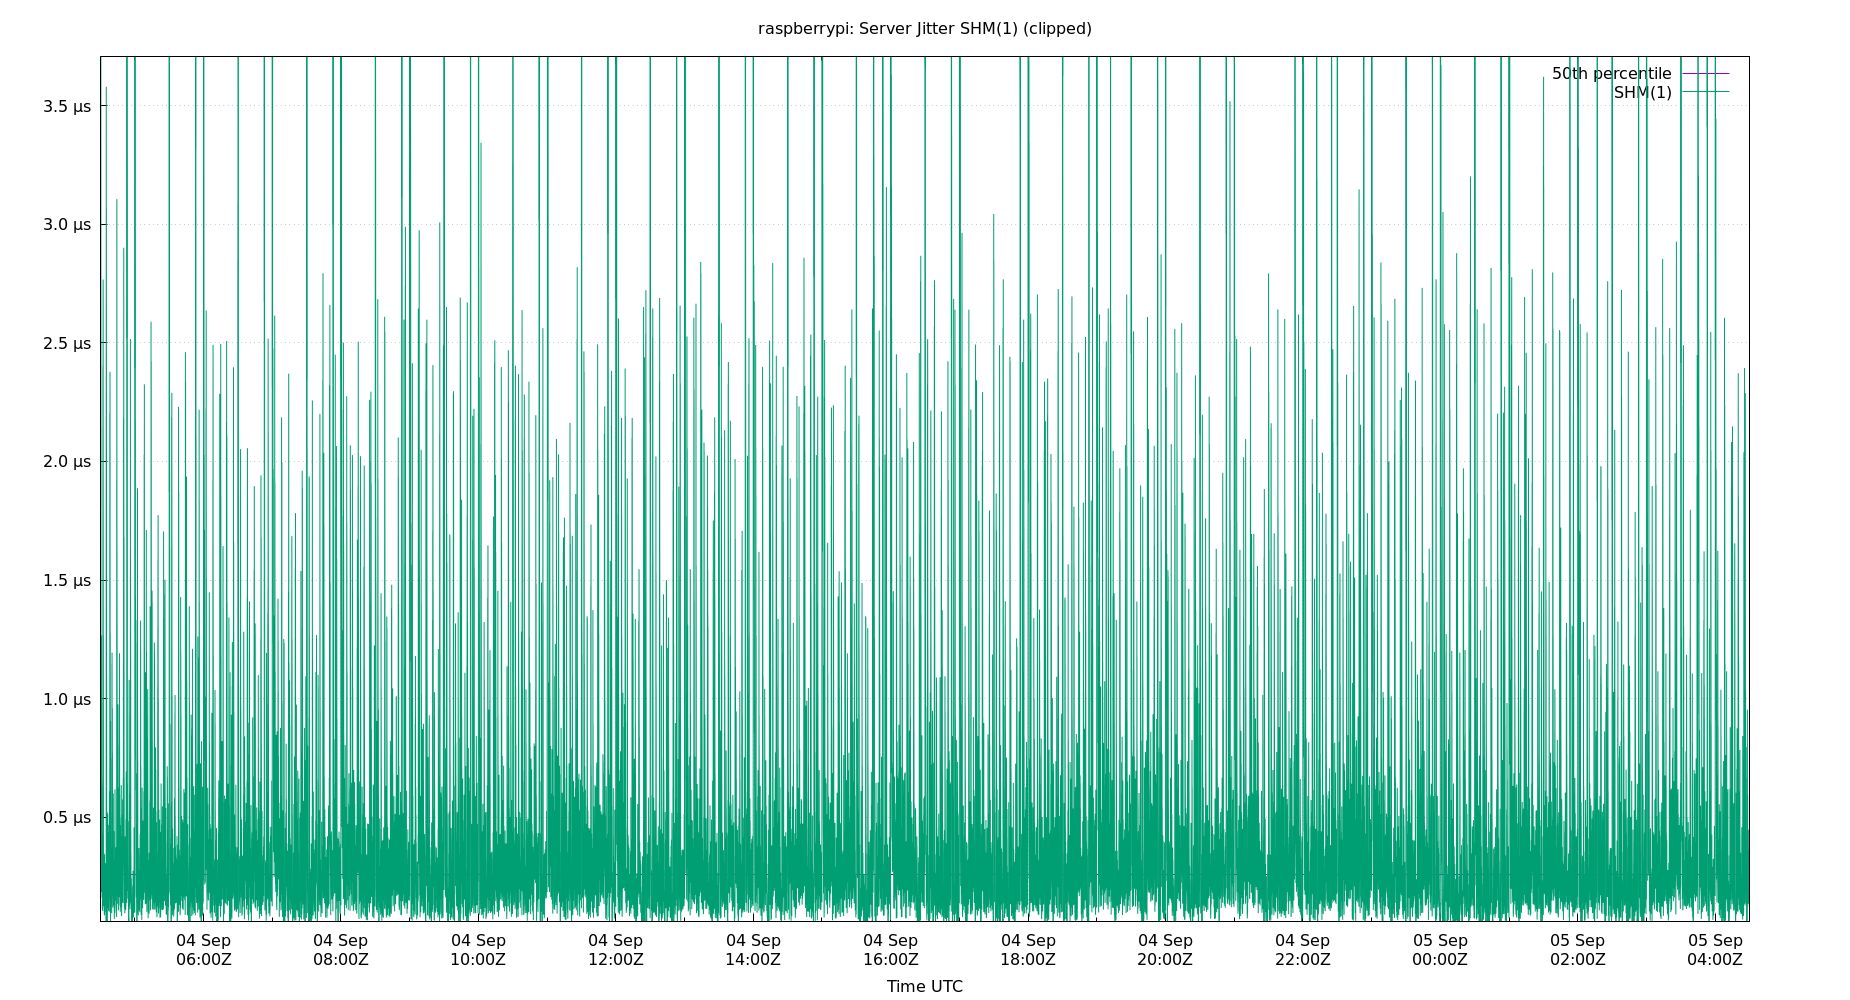 raspberrypi: Server Jitter SHM(1) (clipped)
50th percentile
SHM(1)
3.5 µs
3.0 µs
2.5 µs
2.0 µs
1.5 µs
1.0 µs
0.5 µs
04 Sep 04 Sep 04 Sep 04 Sep 04 Sep 04 Sep 04 Sep 04 Sep 04 Sep 05 Sep 05 Sep 05 Sep
06:00Z 08:00Z 10:00Z 12:00Z 14:00Z 16:00Z 18:00Z 20:00Z 22:00Z 00:00Z 02:00Z 04:00Z
Time UTC